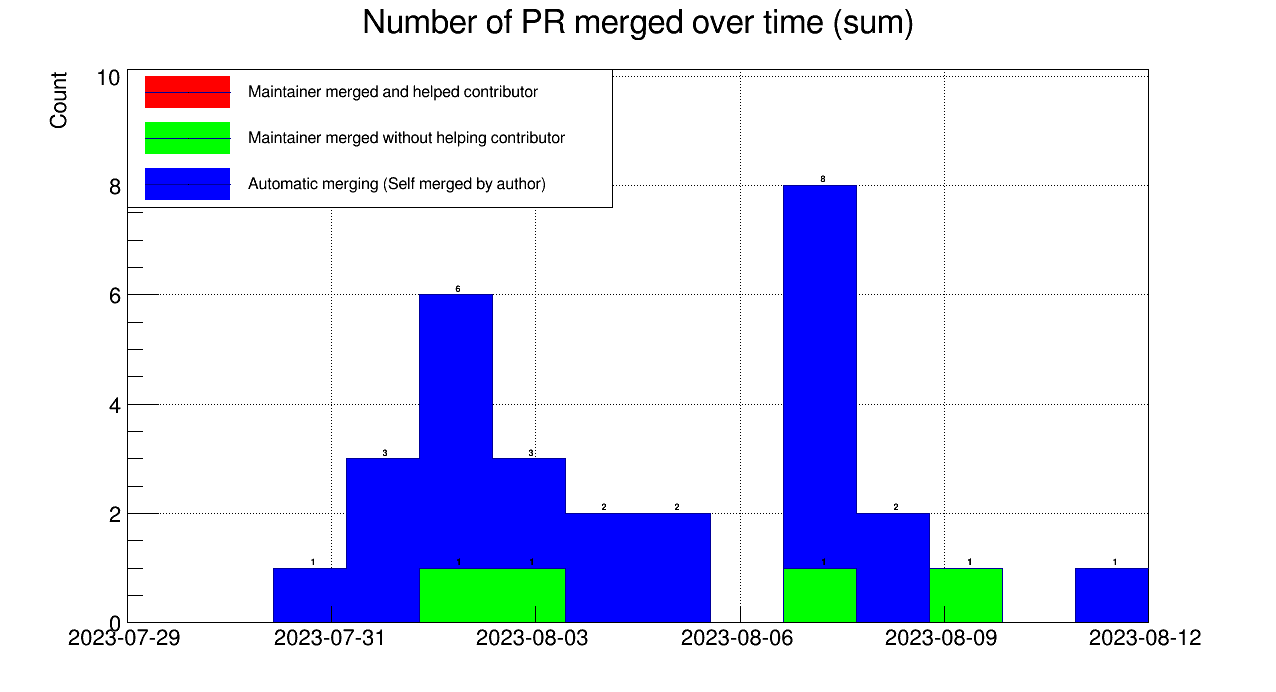 Number of PR merged over time (sum)
Count
10
8
6
4
2
0
Maintainer merged and helped contributor
Maintainer merged without helping contributor
Automatic merging (Self merged by author)
1 3 6 3 2 2 8 2 1 1
1 1 1
2023-07-29 2023-07-31 2023-08-03 2023-08-06 2023-08-09 2023-08-12